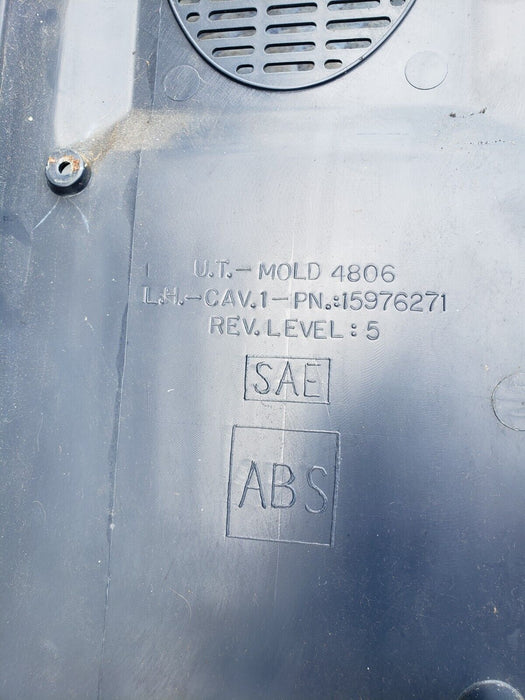 U.T.-MOLD 4806
L.H.-CAV.1-PN.:15976271
REV. LEVEL: 5
SAE
ABS